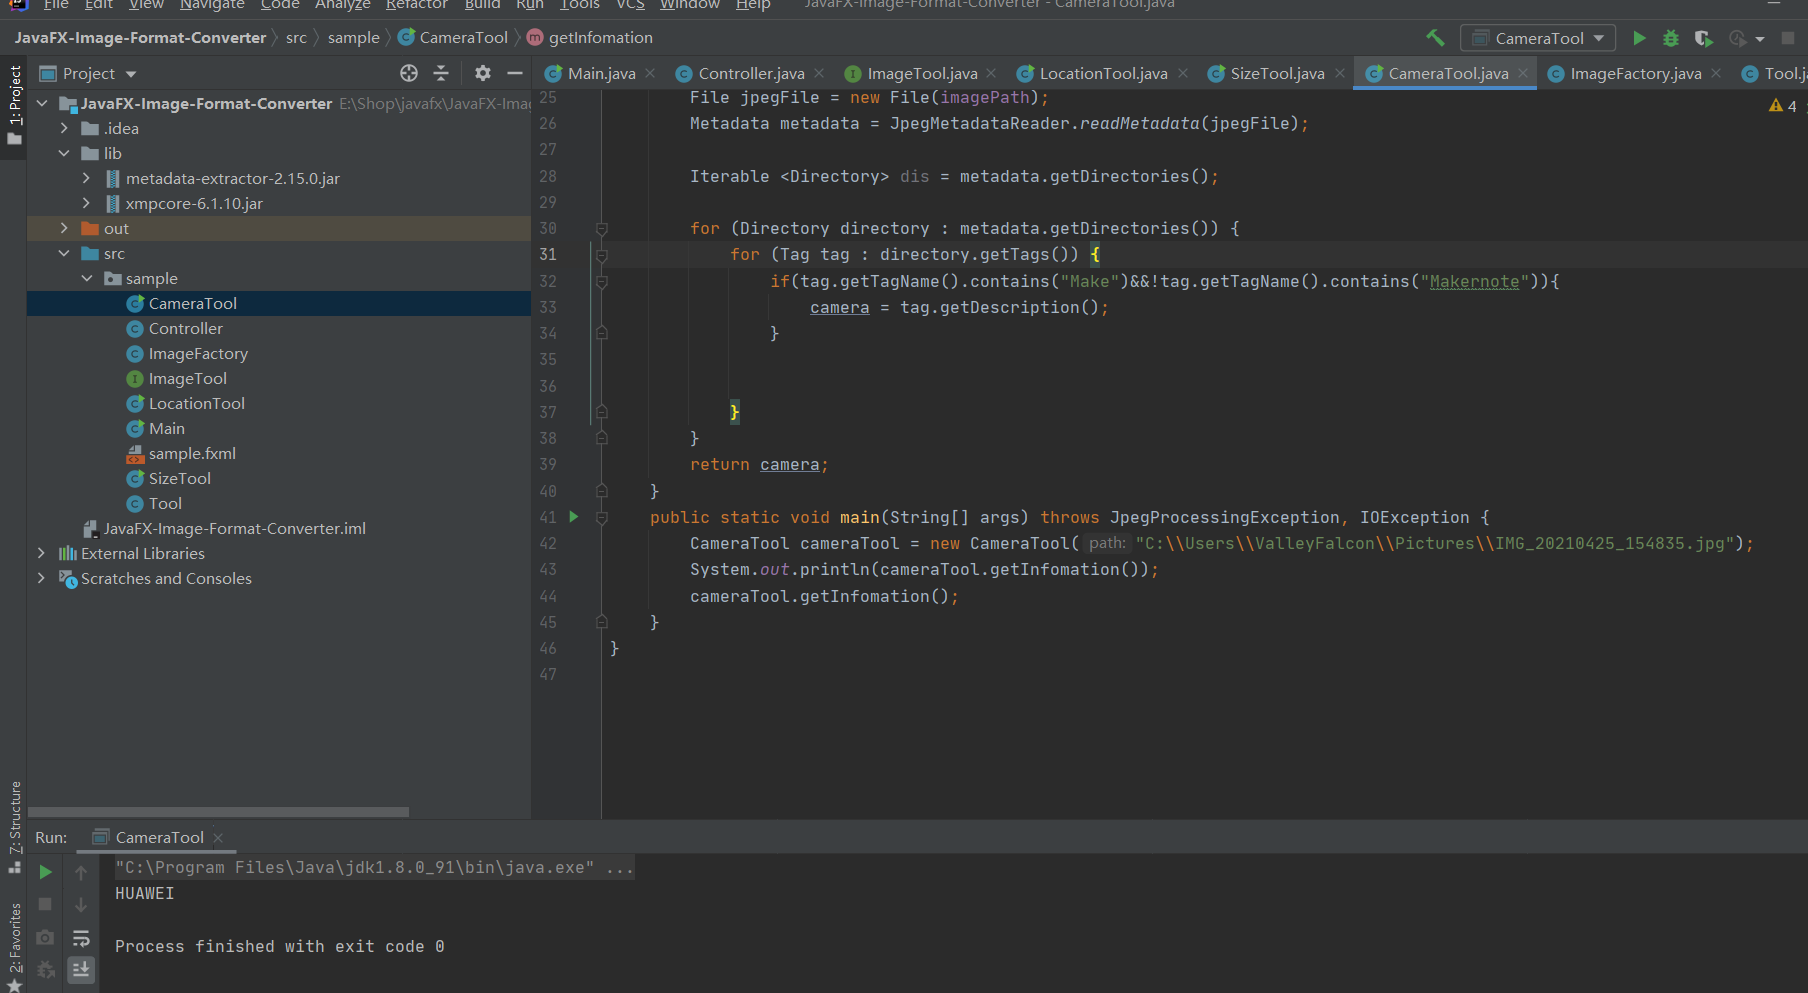 File Edit View Navigate Code Analyze Refactor Build Run Tools VCS Window Help JavaFX-Image-Format-Converter - CameraTool.java
JavaFX-Image-Format-Converter src sample CameraTool getInfomation CameraTool
1: Project
Project
Main.java Controller.java ImageTool.java LocationTool.java SizeTool.java CameraTool.java ImageFactory.java Tool.j
JavaFX-Image-Format-Converter E:\Shop\javafx\JavaFX-Ima
.idea
lib
metadata-extractor-2.15.0.jar
xmpcore-6.1.10.jar
out
src
sample
CameraTool
Controller
ImageFactory
ImageTool
LocationTool
Main
sample.fxml
SizeTool
Tool
JavaFX-Image-Format-Converter.iml
External Libraries
Scratches and Consoles
4
25 File jpegFile = new File(imagePath);
26 Metadata metadata = JpegMetadataReader.readMetadata(jpegFile);
27
28 Iterable <Directory> dis = metadata.getDirectories();
29
30 for (Directory directory : metadata.getDirectories()) {
31 for (Tag tag : directory.getTags()) {
32 if(tag.getTagName().contains("Make")&&!tag.getTagName().contains("Makernote")){
33 camera = tag.getDescription();
34 }
35
36
37 }
38 }
39 return camera;
40 }
41 public static void main(String[] args) throws JpegProcessingException, IOException {
42 CameraTool cameraTool = new CameraTool( path: "C:\\Users\\ValleyFalcon\\Pictures\\IMG_20210425_154835.jpg");
43 System.out.println(cameraTool.getInfomation());
44 cameraTool.getInfomation();
45 }
46 }
47
7: Structure
2: Favorites
Run: CameraTool
"C:\Program Files\Java\jdk1.8.0_91\bin\java.exe" ...
HUAWEI
Process finished with exit code 0